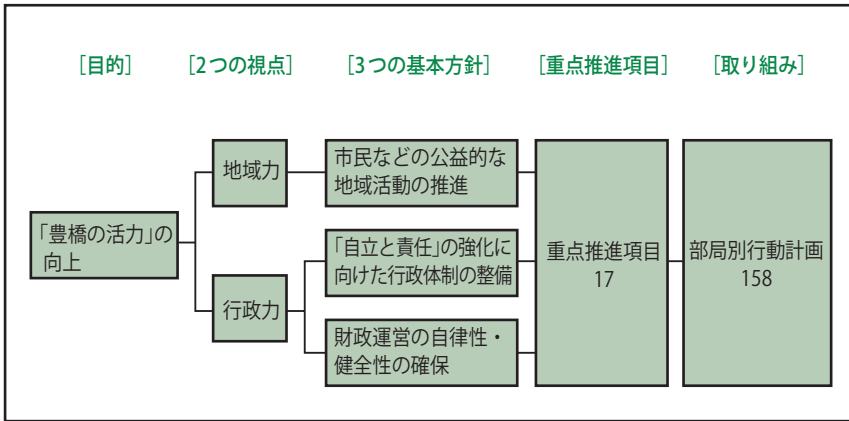 [目的]
[2つの視点]
[3つの基本方針]
[重点推進項目]
[取り組み]
「豊橋の活力」の
向上
地域力
行政力
市民などの公益的な
地域活動の推進
「自立と責任」の強化に
向けた行政体制の整備
財政運営の自律性・
健全性の確保
重点推進項目
17
部局別行動計画
158